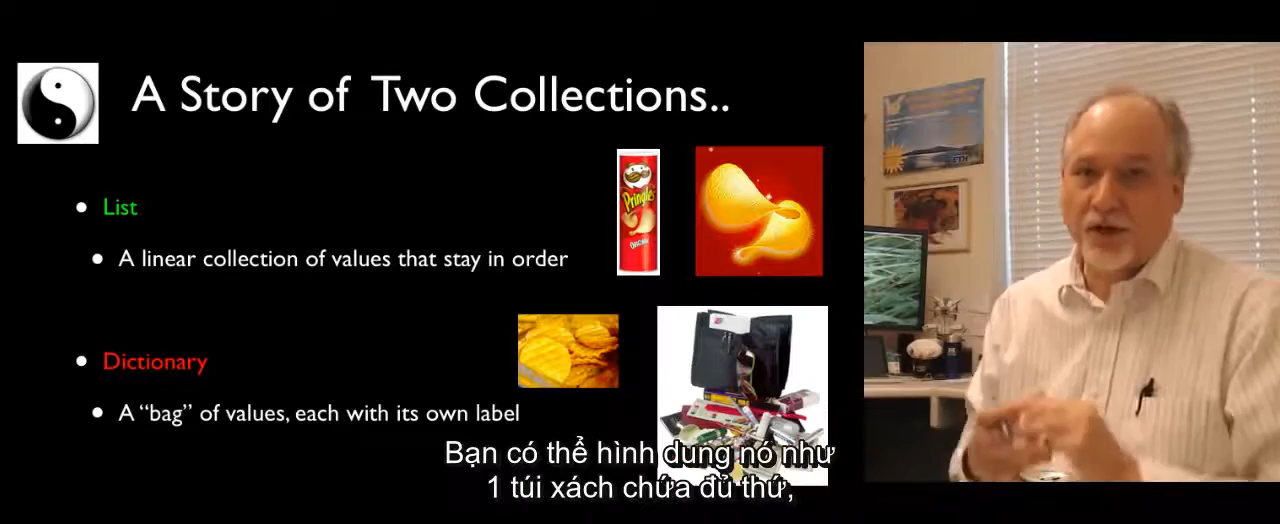 A Story of Two Collections..
List
A linear collection of values that stay in order
Pringles
Dictionary
A “bag” of values, each with its own label
Bạn có thể hình dung nó như
1 túi xách chứa đủ thứ,